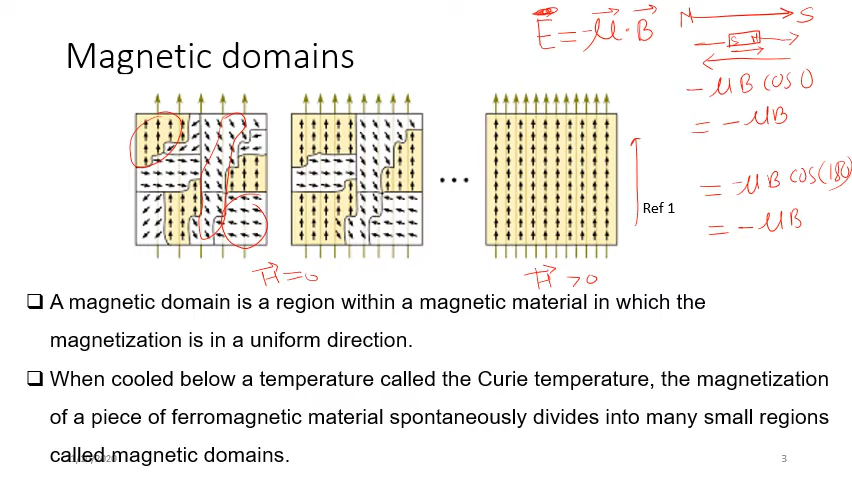 Magnetic domains
E = -μ · B
N S
S N
- μ B cos 0
= - μB
= -μ B cos(180)
= - μB
...
Ref 1
H = 0
H > 0
❑ A magnetic domain is a region within a magnetic material in which the
magnetization is in a uniform direction.
❑ When cooled below a temperature called the Curie temperature, the magnetization
of a piece of ferromagnetic material spontaneously divides into many small regions
called magnetic domains.
3